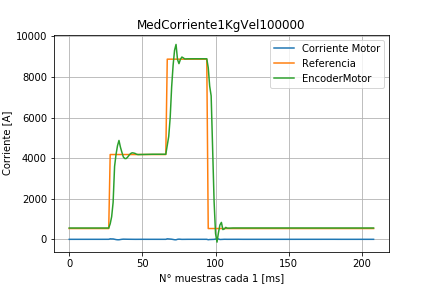 MedCorriente1KgVel100000
Corriente Motor
Referencia
EncoderMotor
Corriente [A]
10000
8000
6000
4000
2000
0
0
50
100
150
200
N° muestras cada 1 [ms]